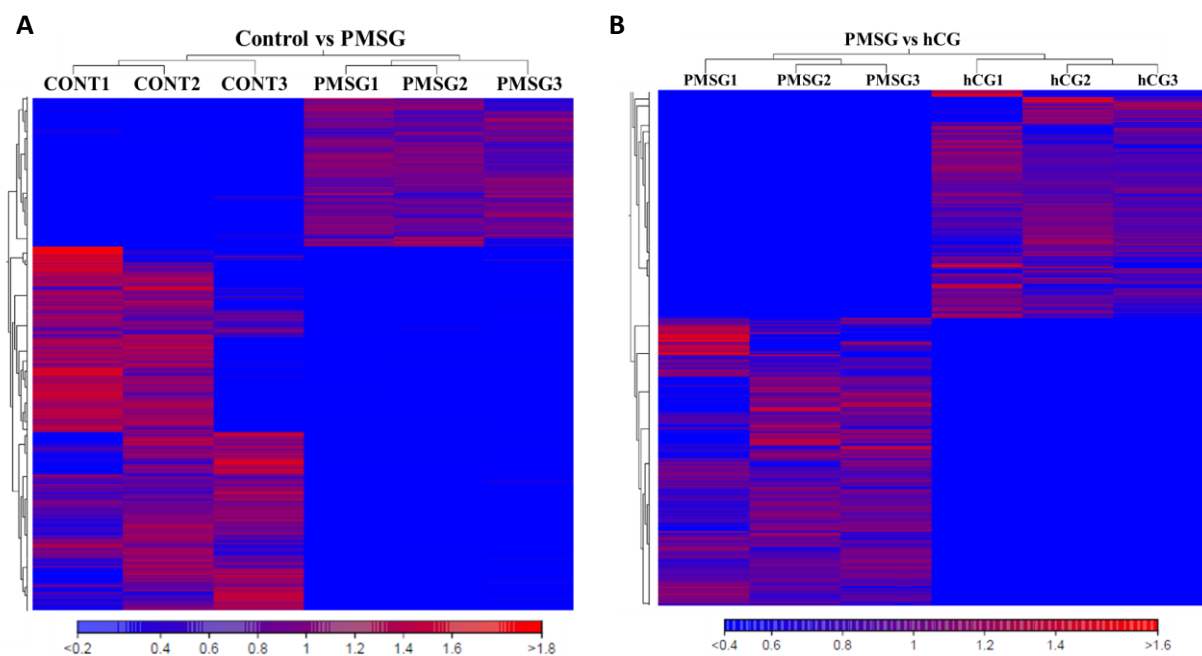 A
Control vs PMSG
CONT1 CONT2 CONT3 PMSG1 PMSG2 PMSG3
<0.2 0.4 0.6 0.8 1 1.2 1.4 1.6 >1.8
B
PMSG vs hCG
PMSG1 PMSG2 PMSG3 hCG1 hCG2 hCG3
<0.4 0.6 0.8 1 1.2 1.4 >1.6